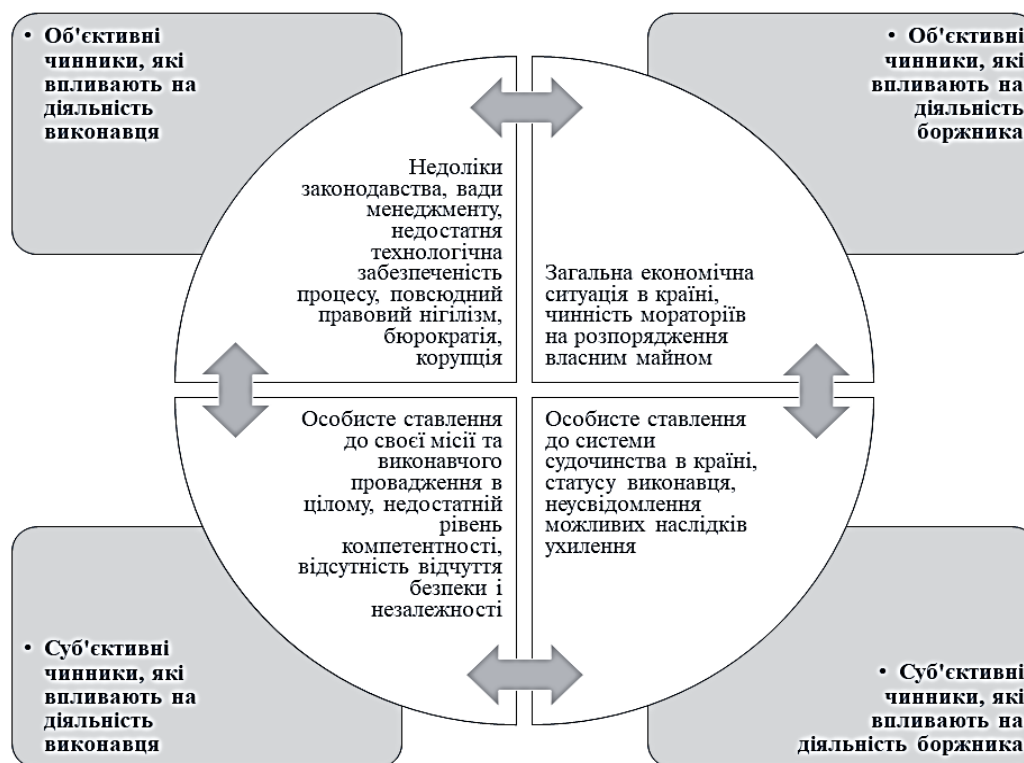 • Об'єктивні
чинники, які
впливають на
діяльність
виконавця
• Об'єктивні
чинники, які
впливають на
діяльність
боржника
Недоліки
законодавства, вади
менеджменту,
недостатня
технологічна
забезпеченість
процесу, повсюдний
правовий нігілізм,
бюрократія,
корупція
Загальна економічна
ситуація в країні,
чинність мораторіїв
на розпорядження
власним майном
Особисте ставлення
до своєї місії та
виконавчого
провадження в
цілому, недостатній
рівень
компетентності,
відсутність відчуття
безпеки і
незалежності
Особисте ставлення
до системи
судочинства в країні,
статусу виконавця,
неусвідомлення
можливих наслідків
ухилення
• Суб'єктивні
чинники, які
впливають на
діяльність
виконавця
• Суб'єктивні
чинники, які
впливають на
діяльність боржника